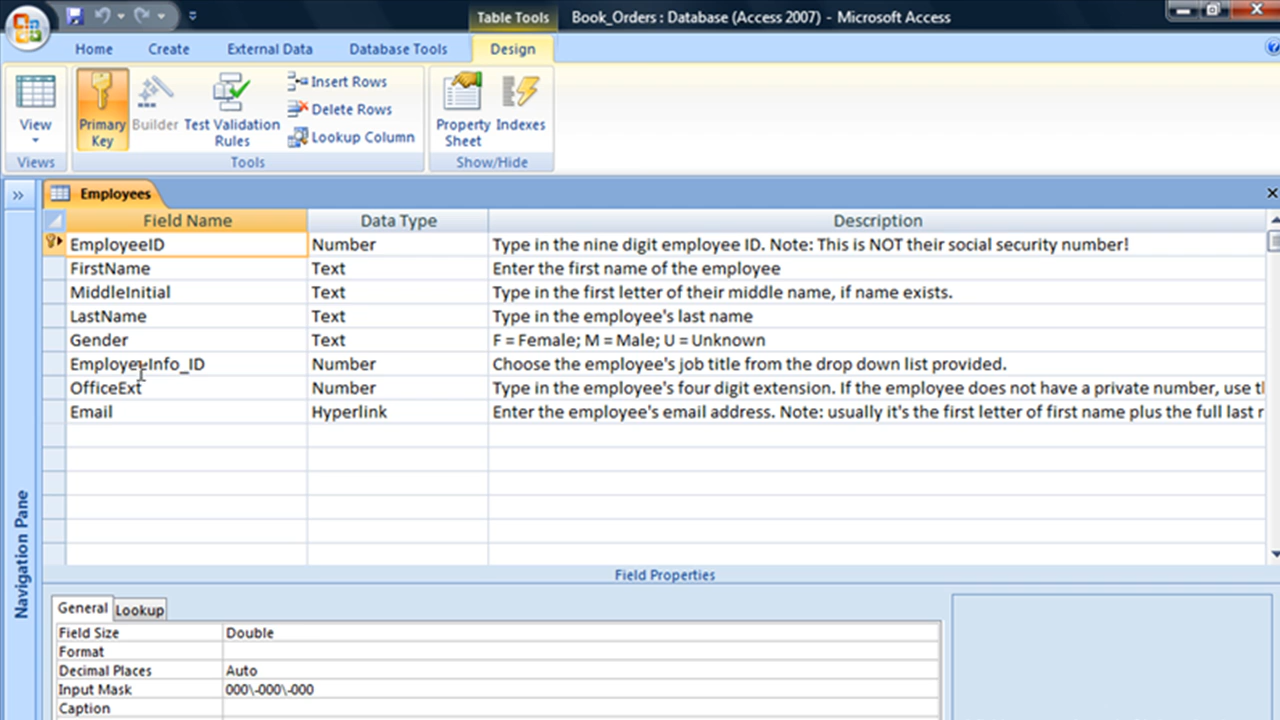 Table Tools
Book_Orders : Database (Access 2007) - Microsoft Access
Home
Create
External Data
Database Tools
Design
View
Primary Key
Builder
Test Validation Rules
Insert Rows
Delete Rows
Lookup Column
Property Sheet
Indexes
Views
Tools
Show/Hide
»
Employees
Field Name Data Type Description
EmployeeID Number Type in the nine digit employee ID. Note: This is NOT their social security number!
FirstName Text Enter the first name of the employee
MiddleInitial Text Type in the first letter of their middle name, if name exists.
LastName Text Type in the employee's last name
Gender Text F = Female; M = Male; U = Unknown
EmployeeInfo_ID Number Choose the employee's job title from the drop down list provided.
OfficeExt Number Type in the employee's four digit extension. If the employee does not have a private number, use
Email Hyperlink Enter the employee's email address. Note: usually it's the first letter of first name plus the full last
Navigation Pane
Field Properties
General Lookup
Field Size Double
Format
Decimal Places Auto
Input Mask 000\-000\-000
Caption